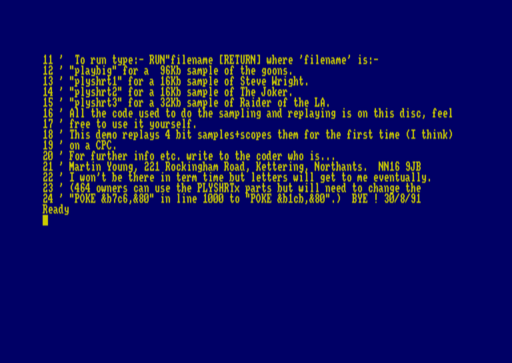 11 ' To run type:- RUN"filename [RETURN] where 'filename' is:-
12 ' "playbig" for a 96Kb sample of the goons.
13 ' "plyshrt1" for a 16Kb sample of Steve Wright.
14 ' "plyshrt2" for a 16Kb sample of The Joker.
15 ' "plyshrt3" for a 32Kb sample of Raider of the LA.
16 ' All the code used to do the sampling and replaying is on this disc, feel
17 ' free to use it yourself.
18 ' This demo replays 4 bit samples+scopes them for the first time (I think)
19 ' on a CPC.
20 ' For further info etc. write to the coder who is...
21 ' Martin Young, 221 Rockingham Road, Kettering, Northants. NN16 9JB
22 ' I won't be there in term time but letters will get to me eventually.
23 ' (464 owners can use the PLYSHRTx parts but will need to change the
24 ' "POKE &b7c6,&80" in line 1000 to "POKE &b1cb,&80".) BYE ! 30/8/91
Ready